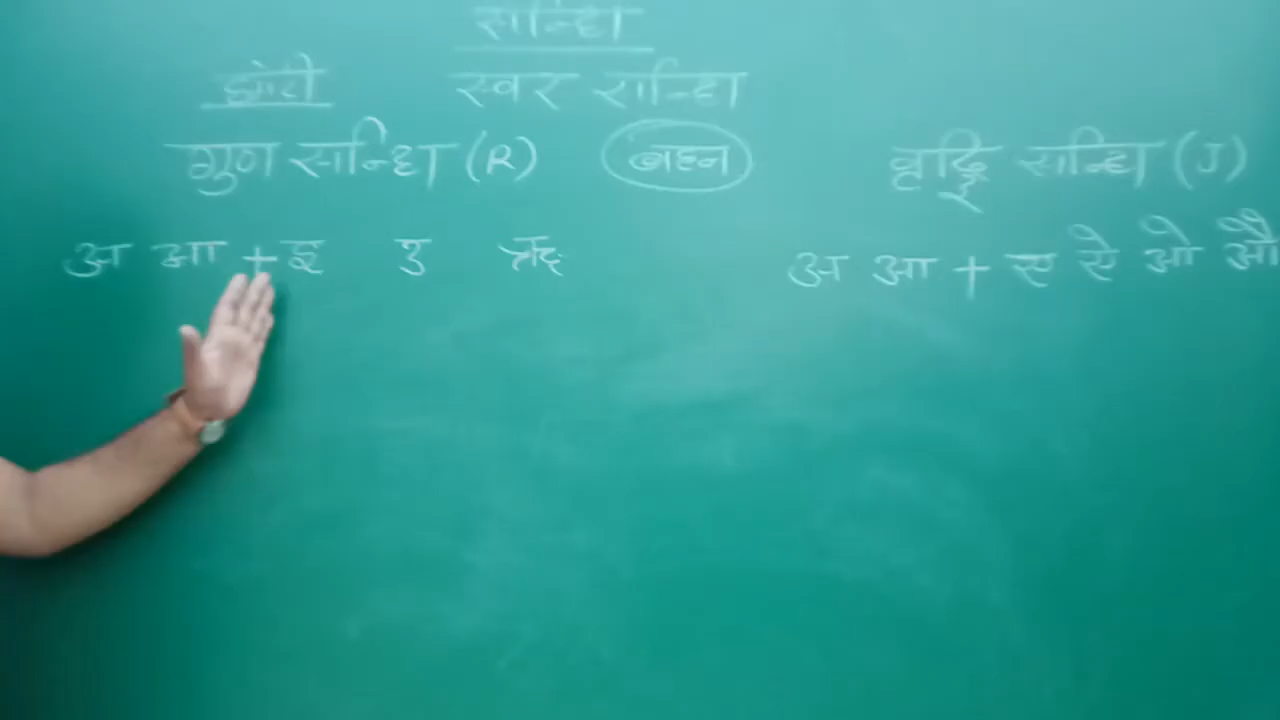 सन्धि
छोटी स्वर सन्धि
गुण सन्धि (R) बहन वृद्धि सन्धि (J)
अ आ + इ उ ऋ अ आ + ए ऐ ओ औ